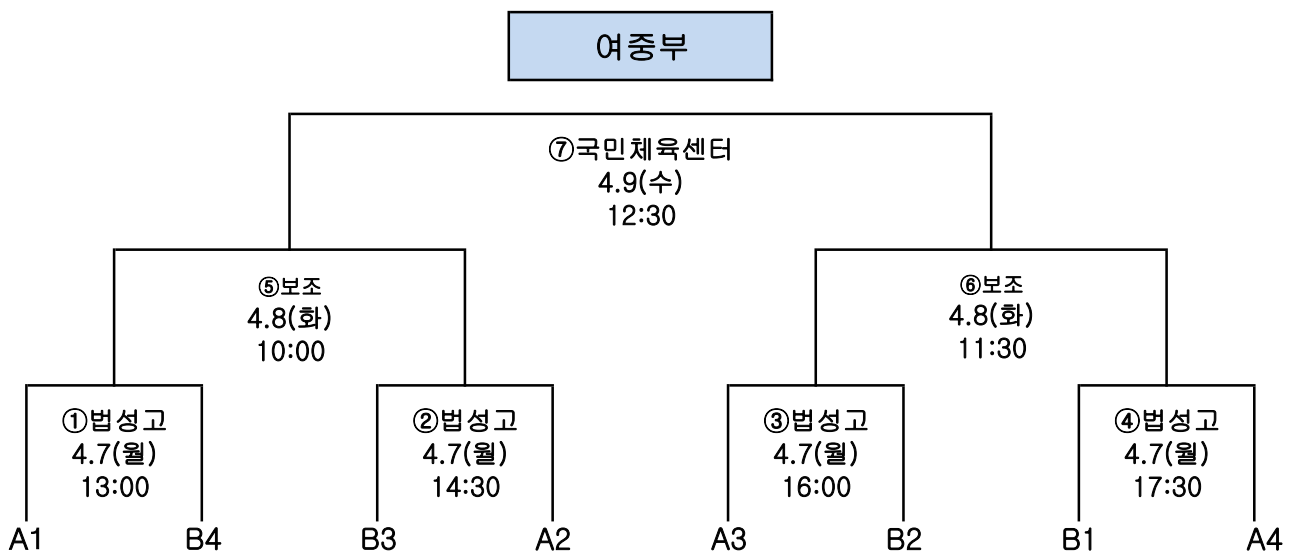 여중부
⑦국민체육센터
4.9(수)
12:30
⑤보조
4.8(화)
10:00
⑥보조
4.8(화)
11:30
①법성고
4.7(월)
13:00
②법성고
4.7(월)
14:30
③법성고
4.7(월)
16:00
④법성고
4.7(월)
17:30
A1 B4 B3 A2 A3 B2 B1 A4